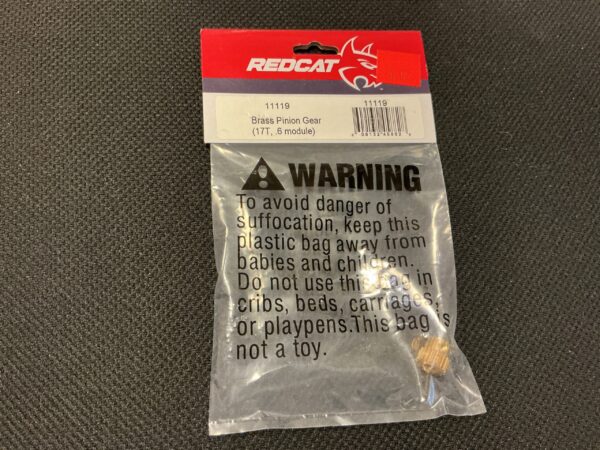 REDCAT
11119
11119
Brass Pinion Gear
(17T, .6 module)
WARNING
To avoid danger of
suffocation, keep this
plastic bag away from
babies and children.
Do not use this bag in
cribs, beds, carriages,
or playpens.This bag is
not a toy.